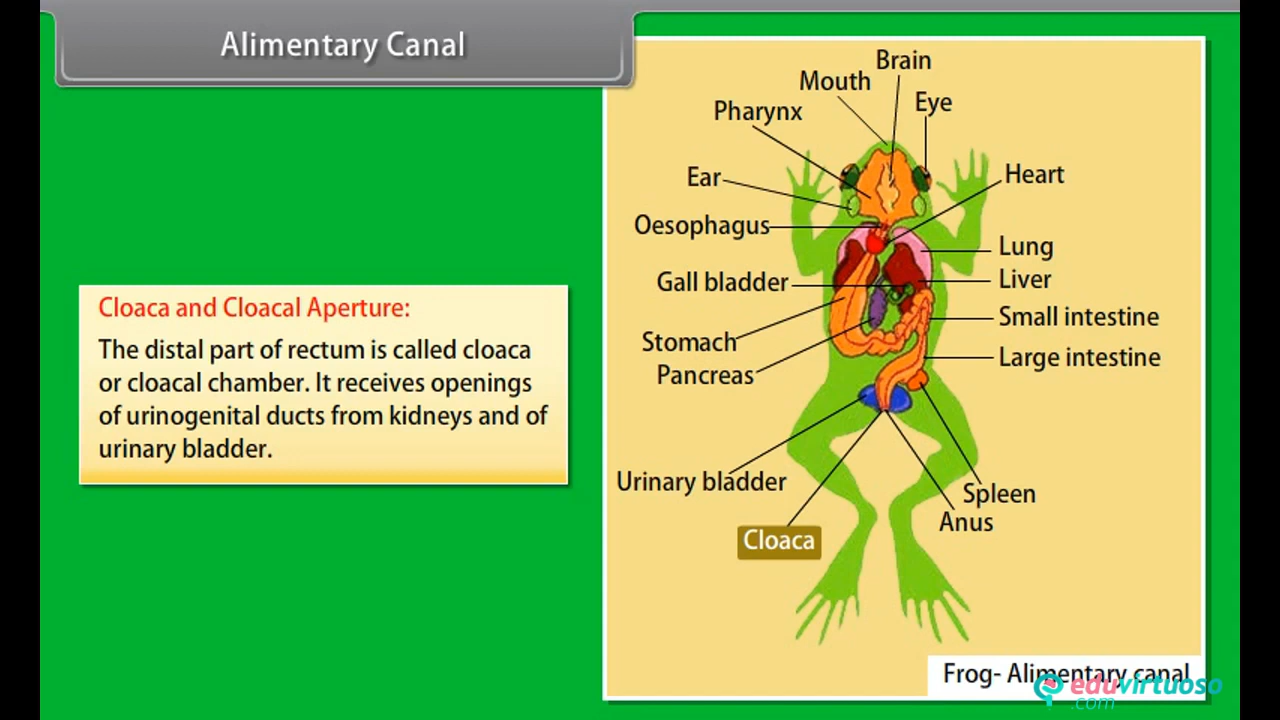 Alimentary Canal
Brain
Mouth
Eye
Pharynx
Ear
Heart
Oesophagus
Lung
Gall bladder
Liver
Small intestine
Stomach
Large intestine
Pancreas
Cloaca and Cloacal Aperture:
The distal part of rectum is called cloaca
or cloacal chamber. It receives openings
of urinogenital ducts from kidneys and of
urinary bladder.
Urinary bladder
Spleen
Anus
Cloaca
Frog- Alimentary canal
eduvirtuoso
.com